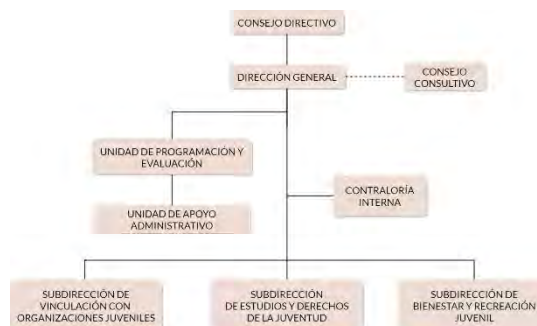 CONSEJO DIRECTIVO
DIRECCIÓN GENERAL
CONSEJO
CONSULTIVO
UNIDAD DE PROGRAMACIÓN Y
EVALUACIÓN
CONTRALORÍA
INTERNA
UNIDAD DE APOYO
ADMINISTRATIVO
SUBDIRECCIÓN DE
VINCULACIÓN CON
ORGANIZACIONES JUVENILES
SUBDIRECCIÓN
DE ESTUDIOS Y DERECHOS
DE LA JUVENTUD
SUBDIRECCIÓN DE
BIENESTAR Y RECREACIÓN
JUVENIL